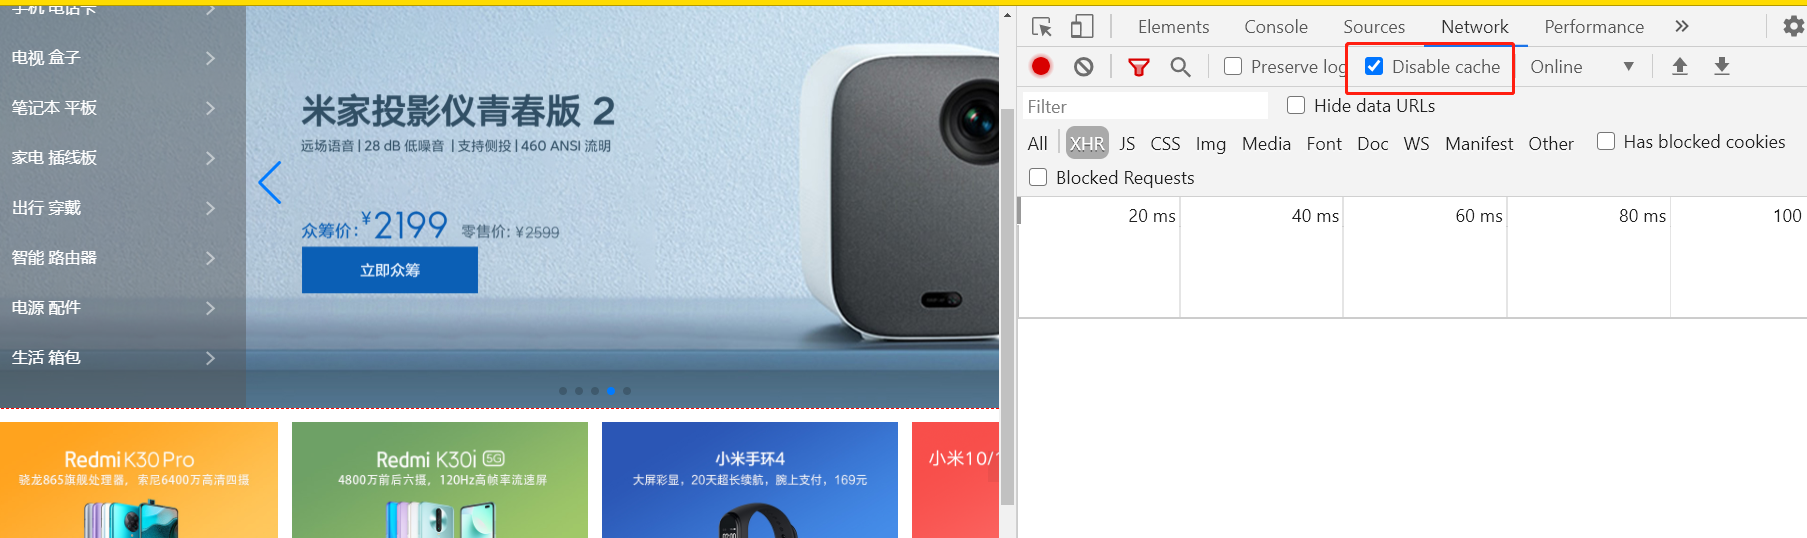 手机 电话卡
电视 盒子
笔记本 平板
家电 插线板
出行 穿戴
智能 路由器
电源 配件
生活 箱包
米家投影仪青春版 2
远场语音 | 28 dB 低噪音 | 支持侧投 | 460 ANSI 流明
众筹价: ¥2199 零售价: ¥2599
立即众筹
Redmi K30 Pro
骁龙865旗舰处理器，索尼6400万高清四摄
Redmi K30i 5G
4800万前后六摄，120Hz高帧率流速屏
小米手环4
大屏彩显，20天超长续航，腕上支付，169元
小米10/
Elements Console Sources Network Performance
Preserve log Disable cache Online
Filter Hide data URLs
All XHR JS CSS Img Media Font Doc WS Manifest Other Has blocked cookies
Blocked Requests
20 ms 40 ms 60 ms 80 ms 100